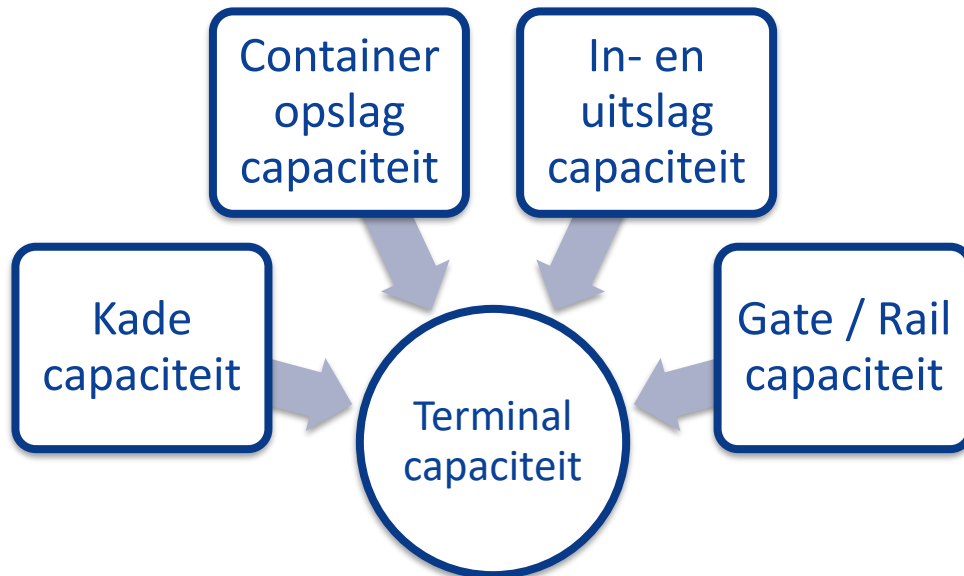 Container
opslag
capaciteit
In- en
uitslag
capaciteit
Kade
capaciteit
Gate / Rail
capaciteit
Terminal
capaciteit